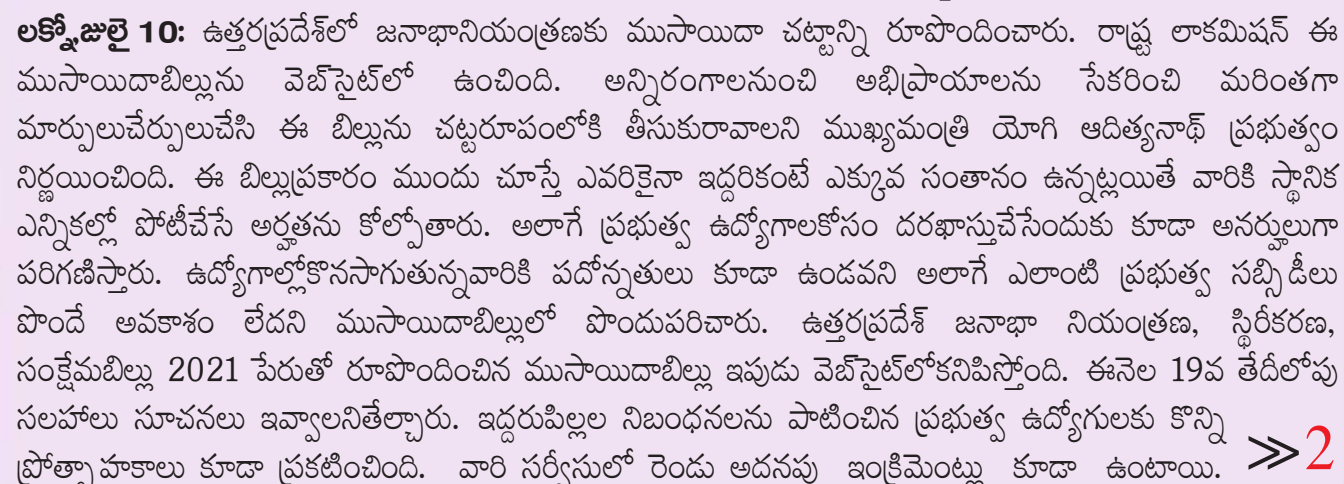 లక్నో,జులై 10: ఉత్తరప్రదేశ్‌లో జనాభానియంత్రణకు ముసాయిదా చట్టాన్ని రూపొందించారు. రాష్ట్ర లాకమిషన్ ఈ
ముసాయిదాబిల్లును వెబ్‌సైట్‌లో ఉంచింది. అన్నిరంగాలనుంచి అభిప్రాయాలను సేకరించి మరింతగా
మార్పులుచేర్పులుచేసి ఈ బిల్లును చట్టరూపంలోకి తీసుకురావాలని ముఖ్యమంత్రి యోగి ఆదిత్యనాథ్ ప్రభుత్వం
నిర్ణయించింది. ఈ బిల్లుప్రకారం ముందు చూస్తే ఎవరికైనా ఇద్దరికంటే ఎక్కువ సంతానం ఉన్నట్లయితే వారికి స్థానిక
ఎన్నికల్లో పోటీచేసే అర్హతను కోల్పోతారు. అలాగే ప్రభుత్వ ఉద్యోగాలకోసం దరఖాస్తుచేసేందుకు కూడా అనర్హులుగా
పరిగణిస్తారు. ఉద్యోగాల్లోకొనసాగుతున్నవారికి పదోన్నతులు కూడా ఉండవని అలాగే ఎలాంటి ప్రభుత్వ సబ్సిడీలు
పొందే అవకాశం లేదని ముసాయిదాబిల్లులో పొందుపరిచారు. ఉత్తరప్రదేశ్ జనాభా నియంత్రణ, స్థిరీకరణ,
సంక్షేమబిల్లు 2021 పేరుతో రూపొందించిన ముసాయిదాబిల్లు ఇపుడు వెబ్‌సైట్‌లోకనిపిస్తోంది. ఈనెల 19వ తేదీలోపు
సలహాలు సూచనలు ఇవ్వాలనితేల్చారు. ఇద్దరుపిల్లల నిబంధనలను పాటించిన ప్రభుత్వ ఉద్యోగులకు కొన్ని
ప్రోత్సాహకాలు కూడా ప్రకటించింది. వారి సర్వీసులో రెండు అదనపు ఇంక్రిమెంట్లు కూడా ఉంటాయి. >>2